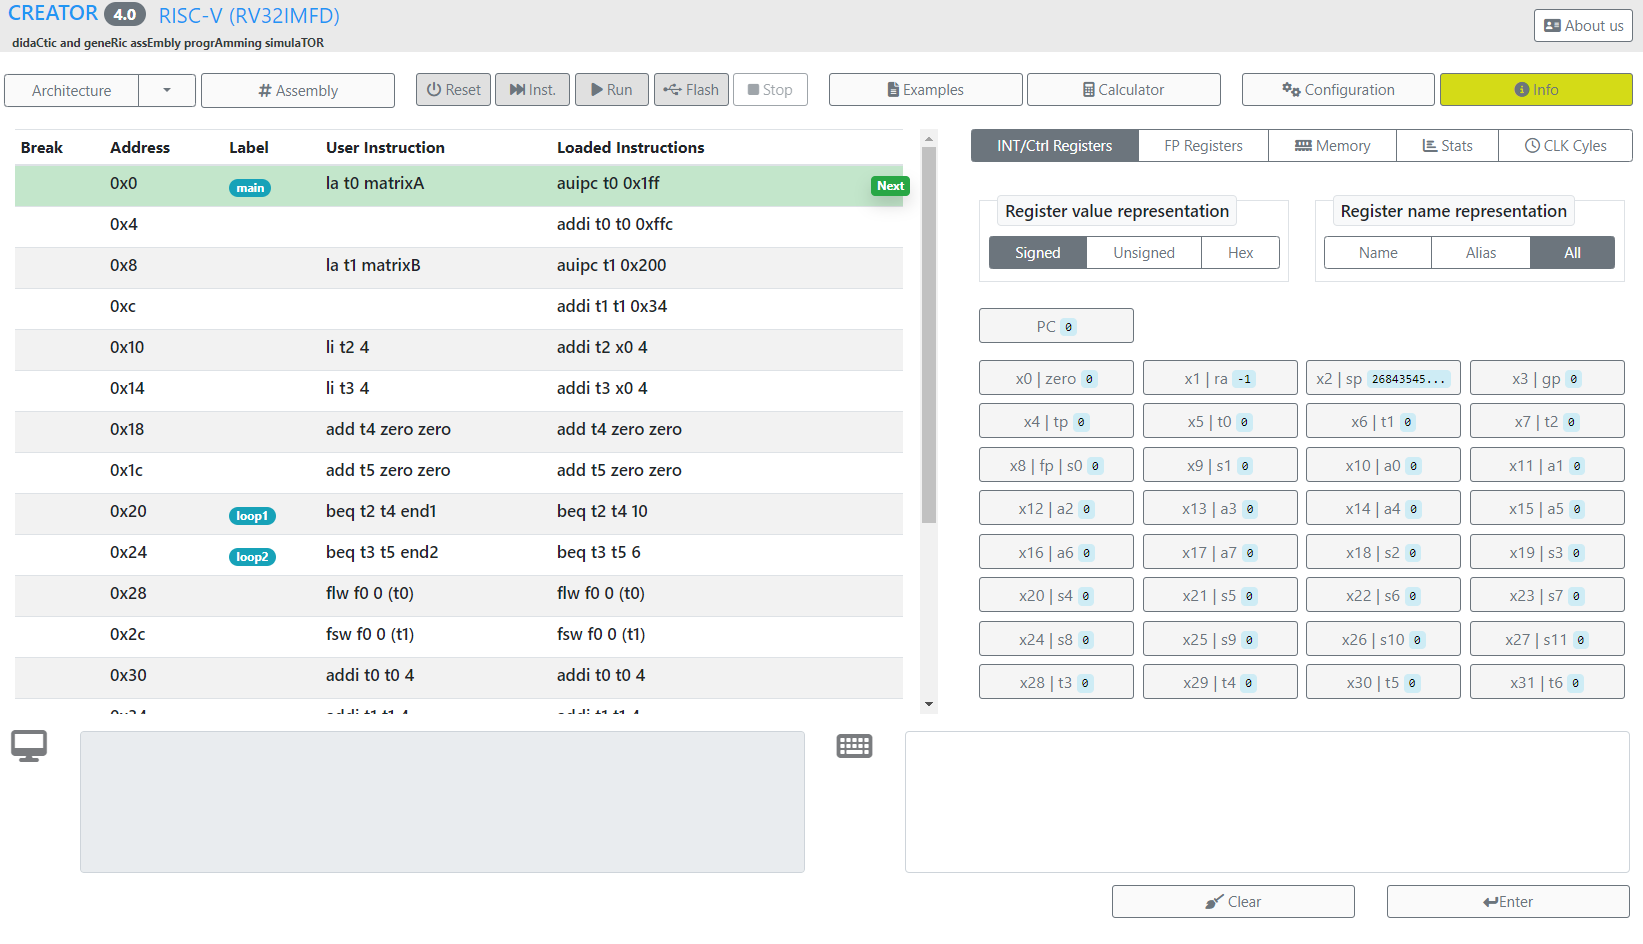 CREATOR 4.0 RISC-V (RV32IMFD)
didaCtic and geneRic assEmbly progrAmming simulaTOR
About us
Architecture
# Assembly
Reset
Inst.
Run
Flash
Stop
Examples
Calculator
Configuration
Info
Break Address Label User Instruction Loaded Instructions
0x0 main la t0 matrixA auipc t0 0x1ff Next
0x4 addi t0 t0 0xffc
0x8 la t1 matrixB auipc t1 0x200
0xc addi t1 t1 0x34
0x10 li t2 4 addi t2 x0 4
0x14 li t3 4 addi t3 x0 4
0x18 add t4 zero zero add t4 zero zero
0x1c add t5 zero zero add t5 zero zero
0x20 loop1 beq t2 t4 end1 beq t2 t4 10
0x24 loop2 beq t3 t5 end2 beq t3 t5 6
0x28 flw f0 0 (t0) flw f0 0 (t0)
0x2c fsw f0 0 (t1) fsw f0 0 (t1)
0x30 addi t0 t0 4 addi t0 t0 4
0x34 addi t1 t1 4 addi t1 t1 4
INT/Ctrl Registers
FP Registers
Memory
Stats
CLK Cyles
Register value representation
Signed Unsigned Hex
Register name representation
Name Alias All
PC 0
x0 | zero 0 x1 | ra -1 x2 | sp 26843545... x3 | gp 0
x4 | tp 0 x5 | t0 0 x6 | t1 0 x7 | t2 0
x8 | fp | s0 0 x9 | s1 0 x10 | a0 0 x11 | a1 0
x12 | a2 0 x13 | a3 0 x14 | a4 0 x15 | a5 0
x16 | a6 0 x17 | a7 0 x18 | s2 0 x19 | s3 0
x20 | s4 0 x21 | s5 0 x22 | s6 0 x23 | s7 0
x24 | s8 0 x25 | s9 0 x26 | s10 0 x27 | s11 0
x28 | t3 0 x29 | t4 0 x30 | t5 0 x31 | t6 0
Clear
Enter